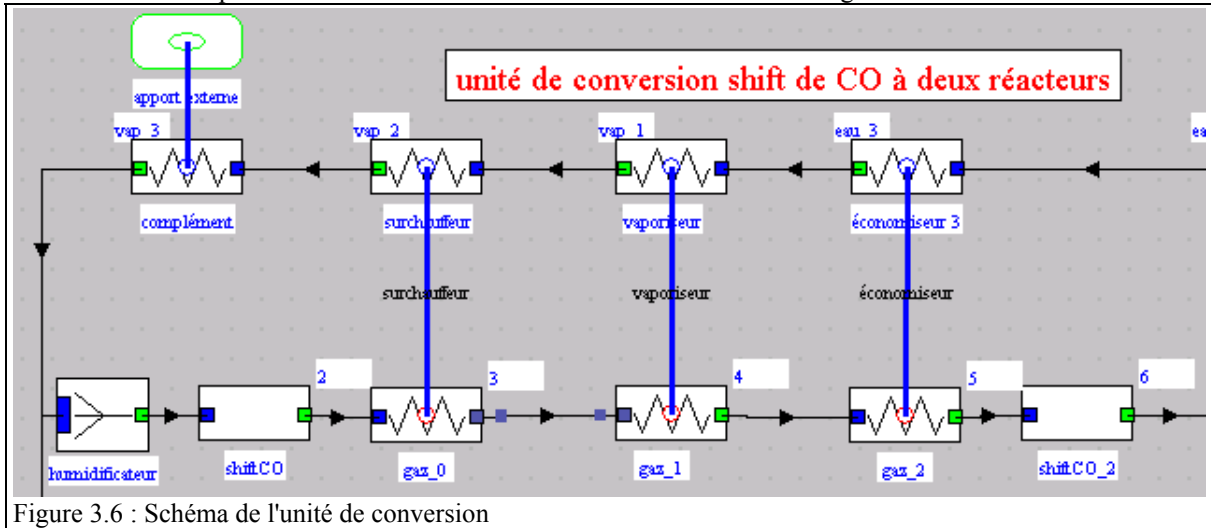 unité de conversion shift de CO à deux réacteurs
apport externe
vap_3
vap_2
vap_1
eau_3
complément
surchauffeur
vaporiseur
économiseur 3
surchauffeur
vaporiseur
économiseur
2
3
4
5
6
humidificateur
shiftCO
gaz_0
gaz_1
gaz_2
shiftCO_2
Figure 3.6 : Schéma de l'unité de conversion